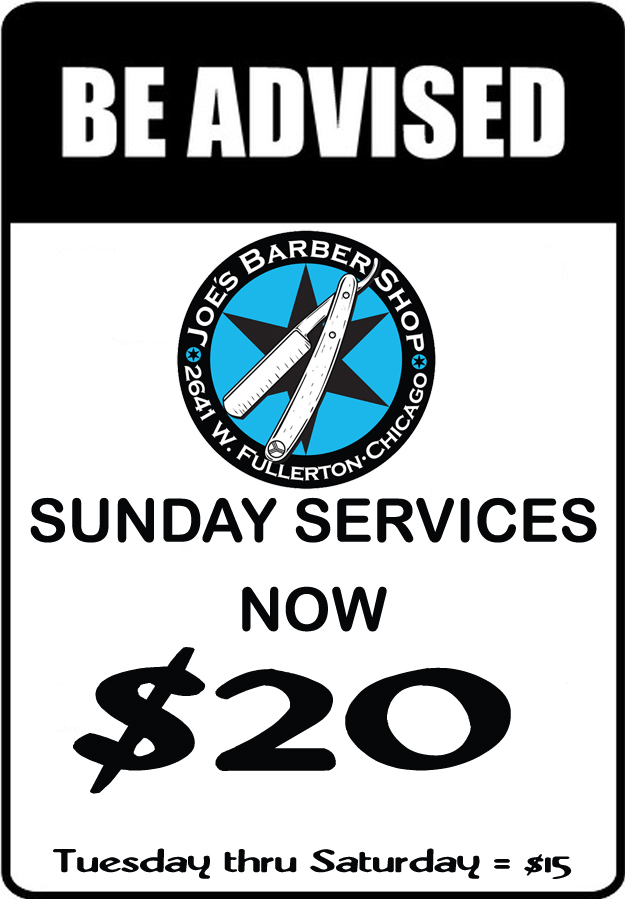 BE ADVISED
JOE'S BARBER SHOP
2641 W. FULLERTON·CHICAGO
SUNDAY SERVICES
NOW
$20
Tuesday thru Saturday = $15